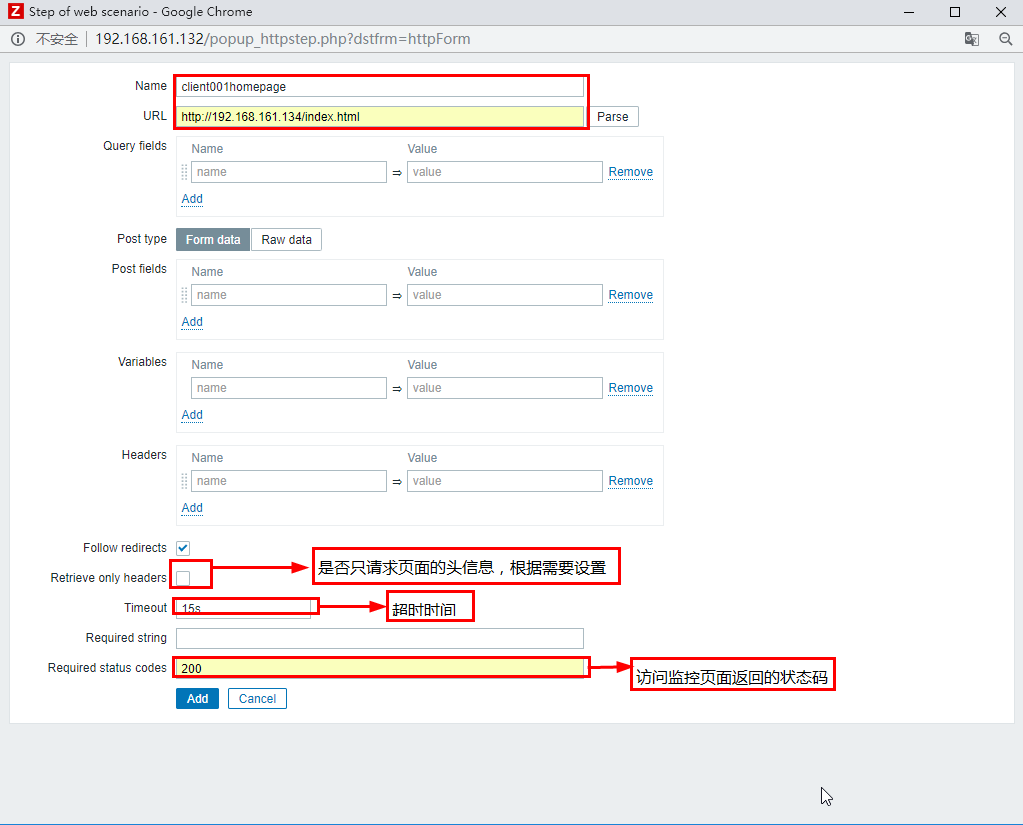 Step of web scenario - Google Chrome
不安全 192.168.161.132/popup_httpstep.php?dstfrm=httpForm
Name client001homepage
URL http://192.168.161.134/index.html Parse
Query fields Name Value
name ⇒ value Remove
Add
Post type Form data Raw data
Post fields Name Value
name ⇒ value Remove
Add
Variables Name Value
name ⇒ value Remove
Add
Headers Name Value
name ⇒ value Remove
Add
Follow redirects
Retrieve only headers 是否只请求页面的头信息，根据需要设置
Timeout 15s 超时时间
Required string
Required status codes 200 访问监控页面返回的状态码
Add Cancel